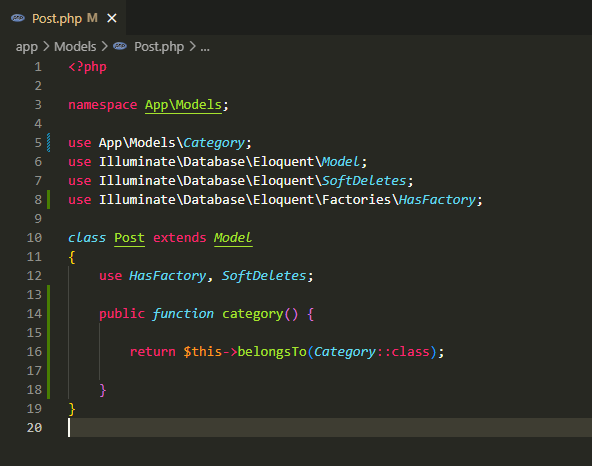 Post.php M ×
app > Models > Post.php > ...
1 <?php
2
3 namespace App\Models;
4
5 use App\Models\Category;
6 use Illuminate\Database\Eloquent\Model;
7 use Illuminate\Database\Eloquent\SoftDeletes;
8 use Illuminate\Database\Eloquent\Factories\HasFactory;
9
10 class Post extends Model
11 {
12     use HasFactory, SoftDeletes;
13
14     public function category() {
15
16         return $this->belongsTo(Category::class);
17
18     }
19 }
20